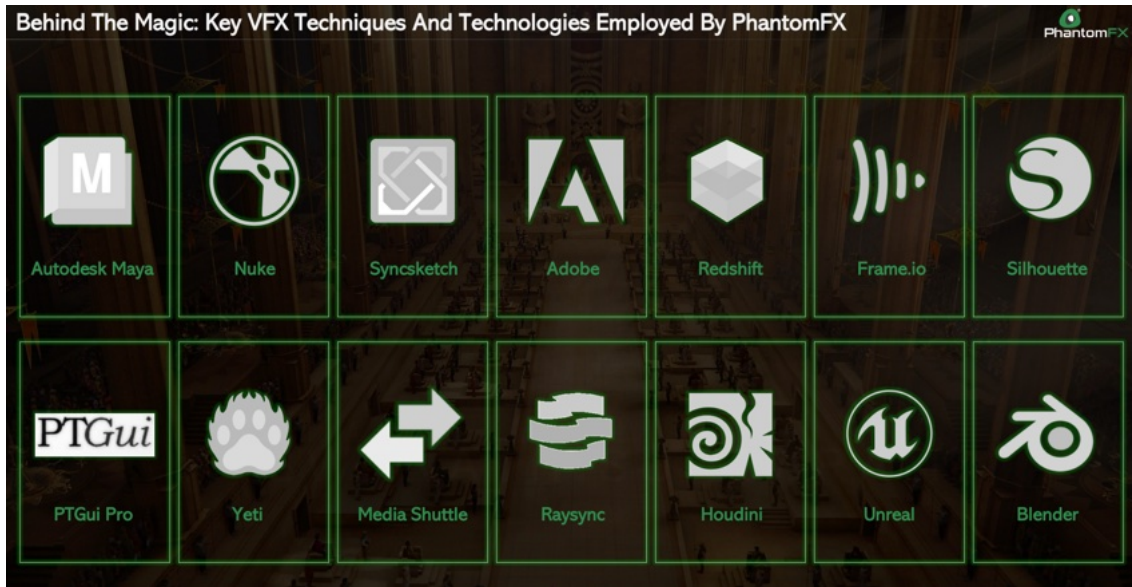 Behind The Magic: Key VFX Techniques And Technologies Employed By PhantomFX
PhantomFX
M
Autodesk Maya
Nuke
Syncsketch
Adobe
Redshift
Frame.io
S
Silhouette
PTGui
PTGui Pro
Yeti
Media Shuttle
Raysync
Houdini
U
Unreal
Blender